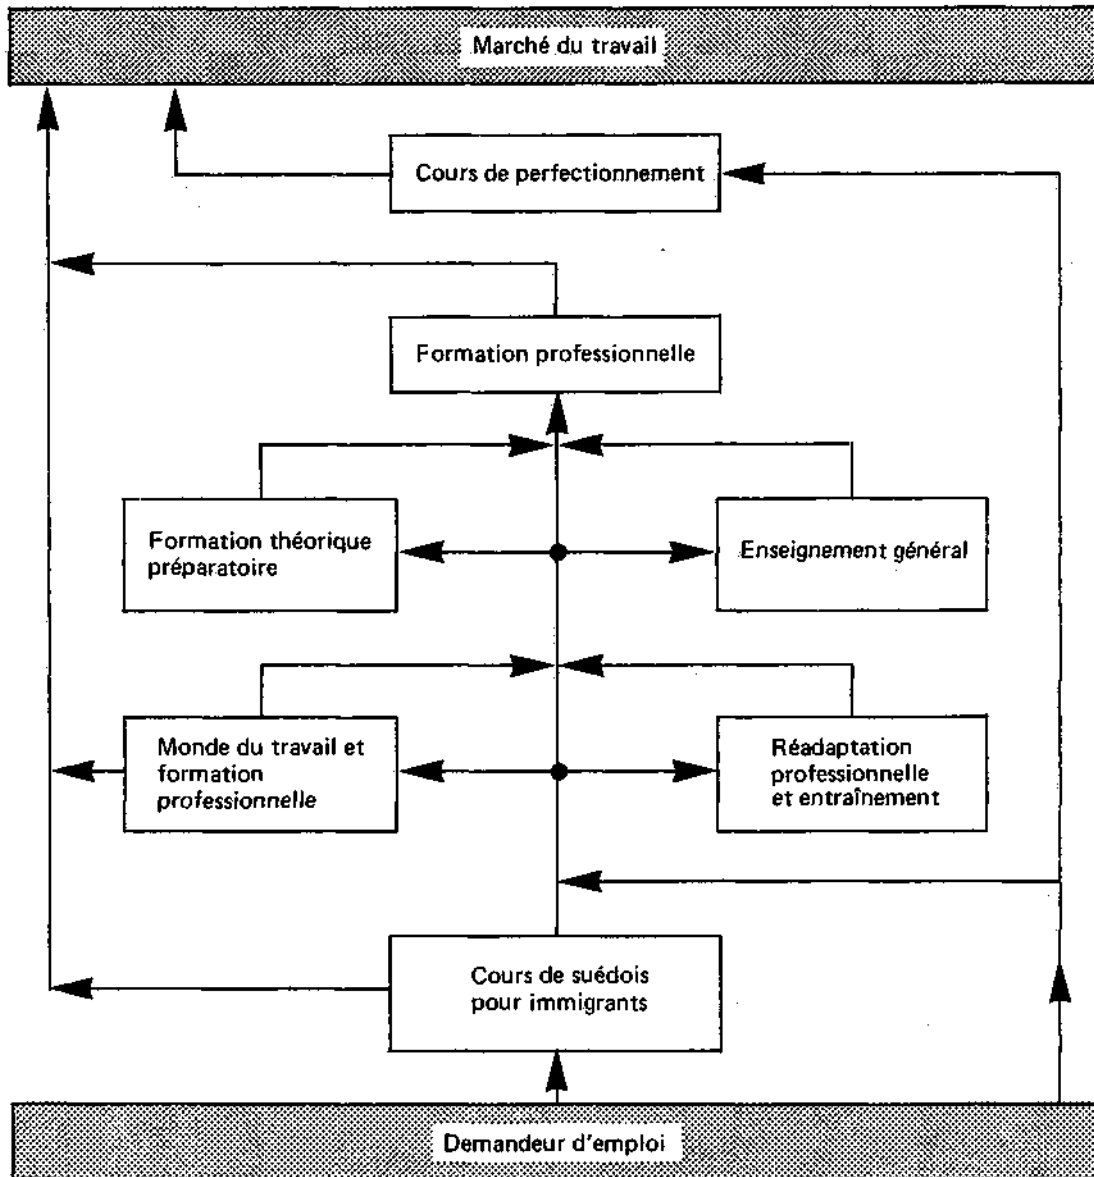 Marché du travail
Cours de perfectionnement
Formation professionnelle
Formation théorique
préparatoire
Enseignement général
Monde du travail et
formation
professionnelle
Réadaptation
professionnelle
et entraînement
Cours de suédois
pour immigrants
Demandeur d'emploi